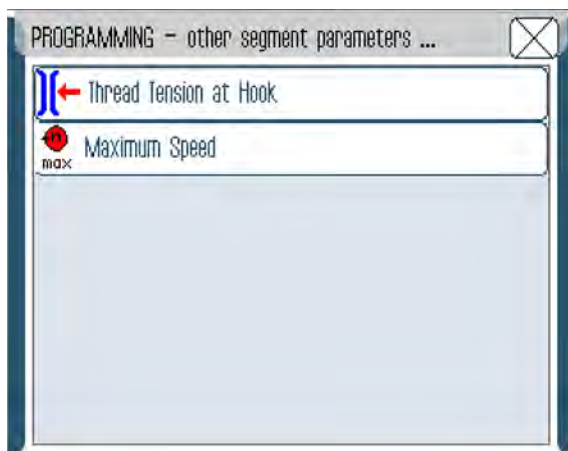 PROGRAMMING - other segment parameters ...
Thread Tension at Hook
n
max
Maximum Speed